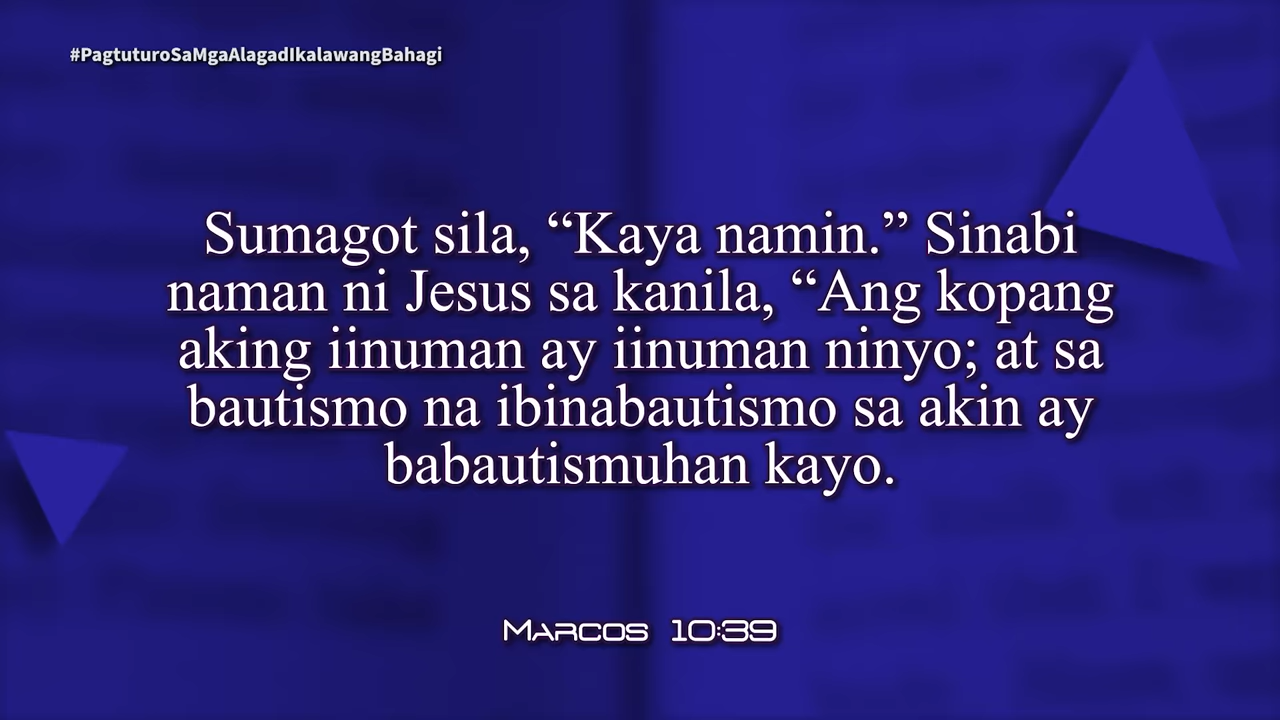 #PagtuturoSaMgaAlagadIkalawangBahagi
Sumagot sila, “Kaya namin.” Sinabi
naman ni Jesus sa kanila, “Ang kopang
aking iinuman ay iinuman ninyo; at sa
bautismo na ibinabautismo sa akin ay
babautismuhan kayo.
Marcos 10:39